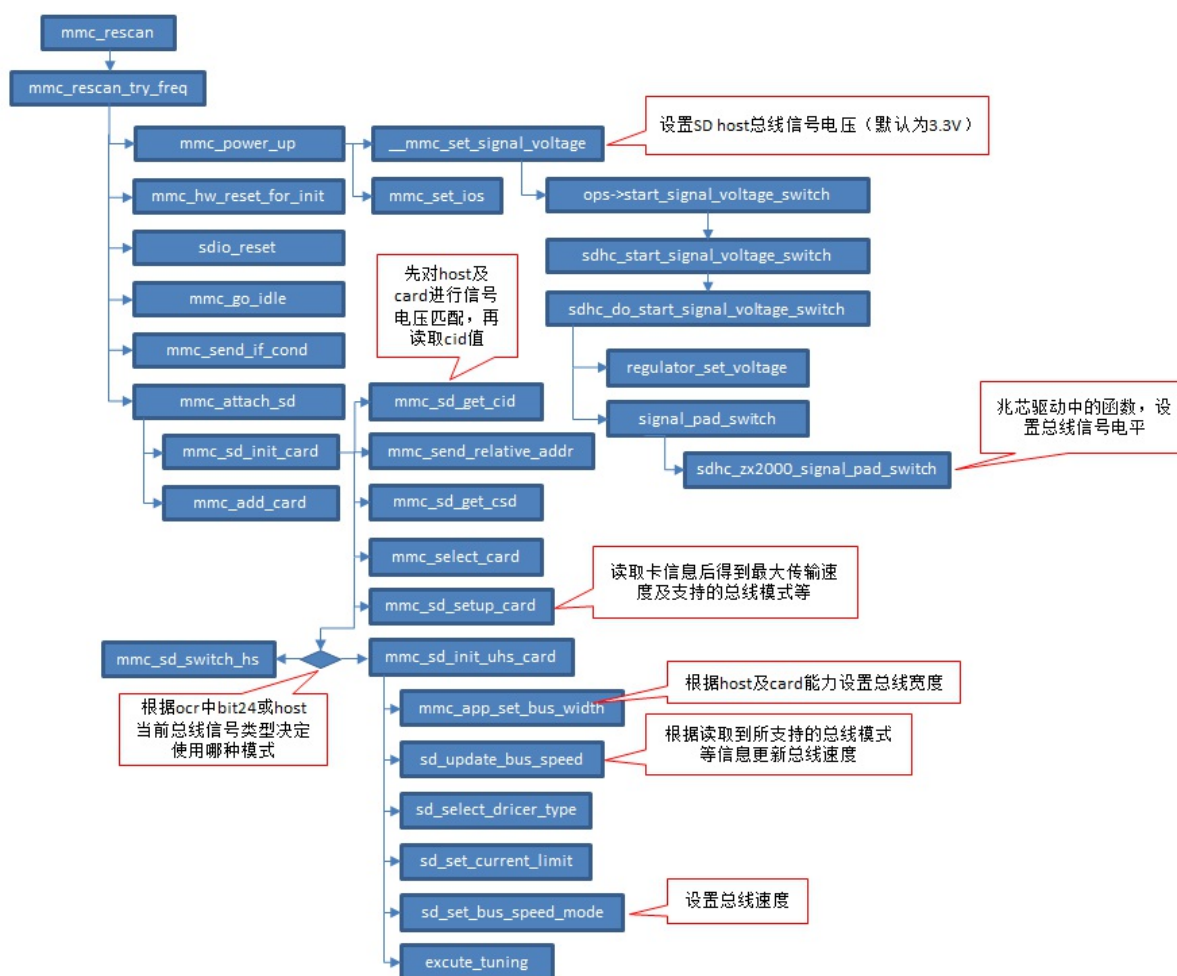 mmc_rescan
mmc_rescan_try_freq
mmc_power_up
__mmc_set_signal_voltage
设置SD host总线信号电压（默认为3.3V）
mmc_hw_reset_for_init
mmc_set_ios
ops->start_signal_voltage_switch
sdio_reset
sdhc_start_signal_voltage_switch
先对host及
card进行信号
电压匹配，再
读取cid值
mmc_go_idle
sdhc_do_start_signal_voltage_switch
mmc_send_if_cond
regulator_set_voltage
mmc_attach_sd
mmc_sd_get_cid
signal_pad_switch
兆芯驱动中的函数，设
置总线信号电平
mmc_sd_init_card
mmc_send_relative_addr
sdhc_zx2000_signal_pad_switch
mmc_add_card
mmc_sd_get_csd
mmc_select_card
读取卡信息后得到最大传输速
度及支持的总线模式等
mmc_sd_setup_card
mmc_sd_switch_hs
mmc_sd_init_uhs_card
根据ocr中bit24或host
当前总线信号类型决定
使用哪种模式
mmc_app_set_bus_width
根据host及card能力设置总线宽度
sd_update_bus_speed
根据读取到所支持的总线模式
等信息更新总线速度
sd_select_dricer_type
sd_set_current_limit
sd_set_bus_speed_mode
设置总线速度
excute_tuning